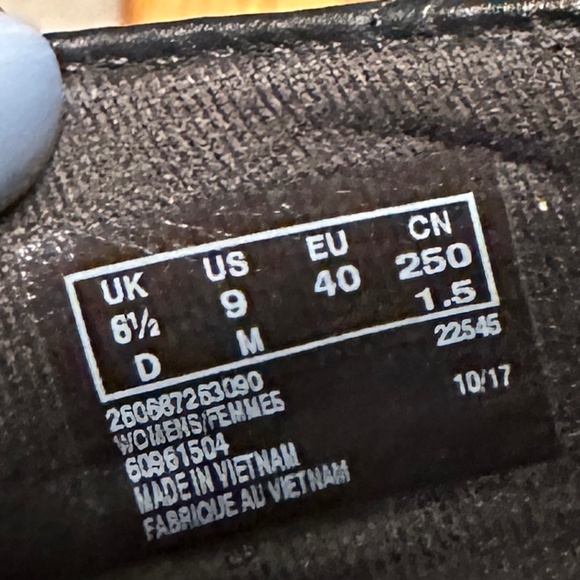 UK US EU CN
6½ 9 40 250
D M 1.5
22545
260687263090 10/17
WOMENS/FEMMES
60961504
MADE IN VIETNAM
FABRIQUE AU VIETNAM